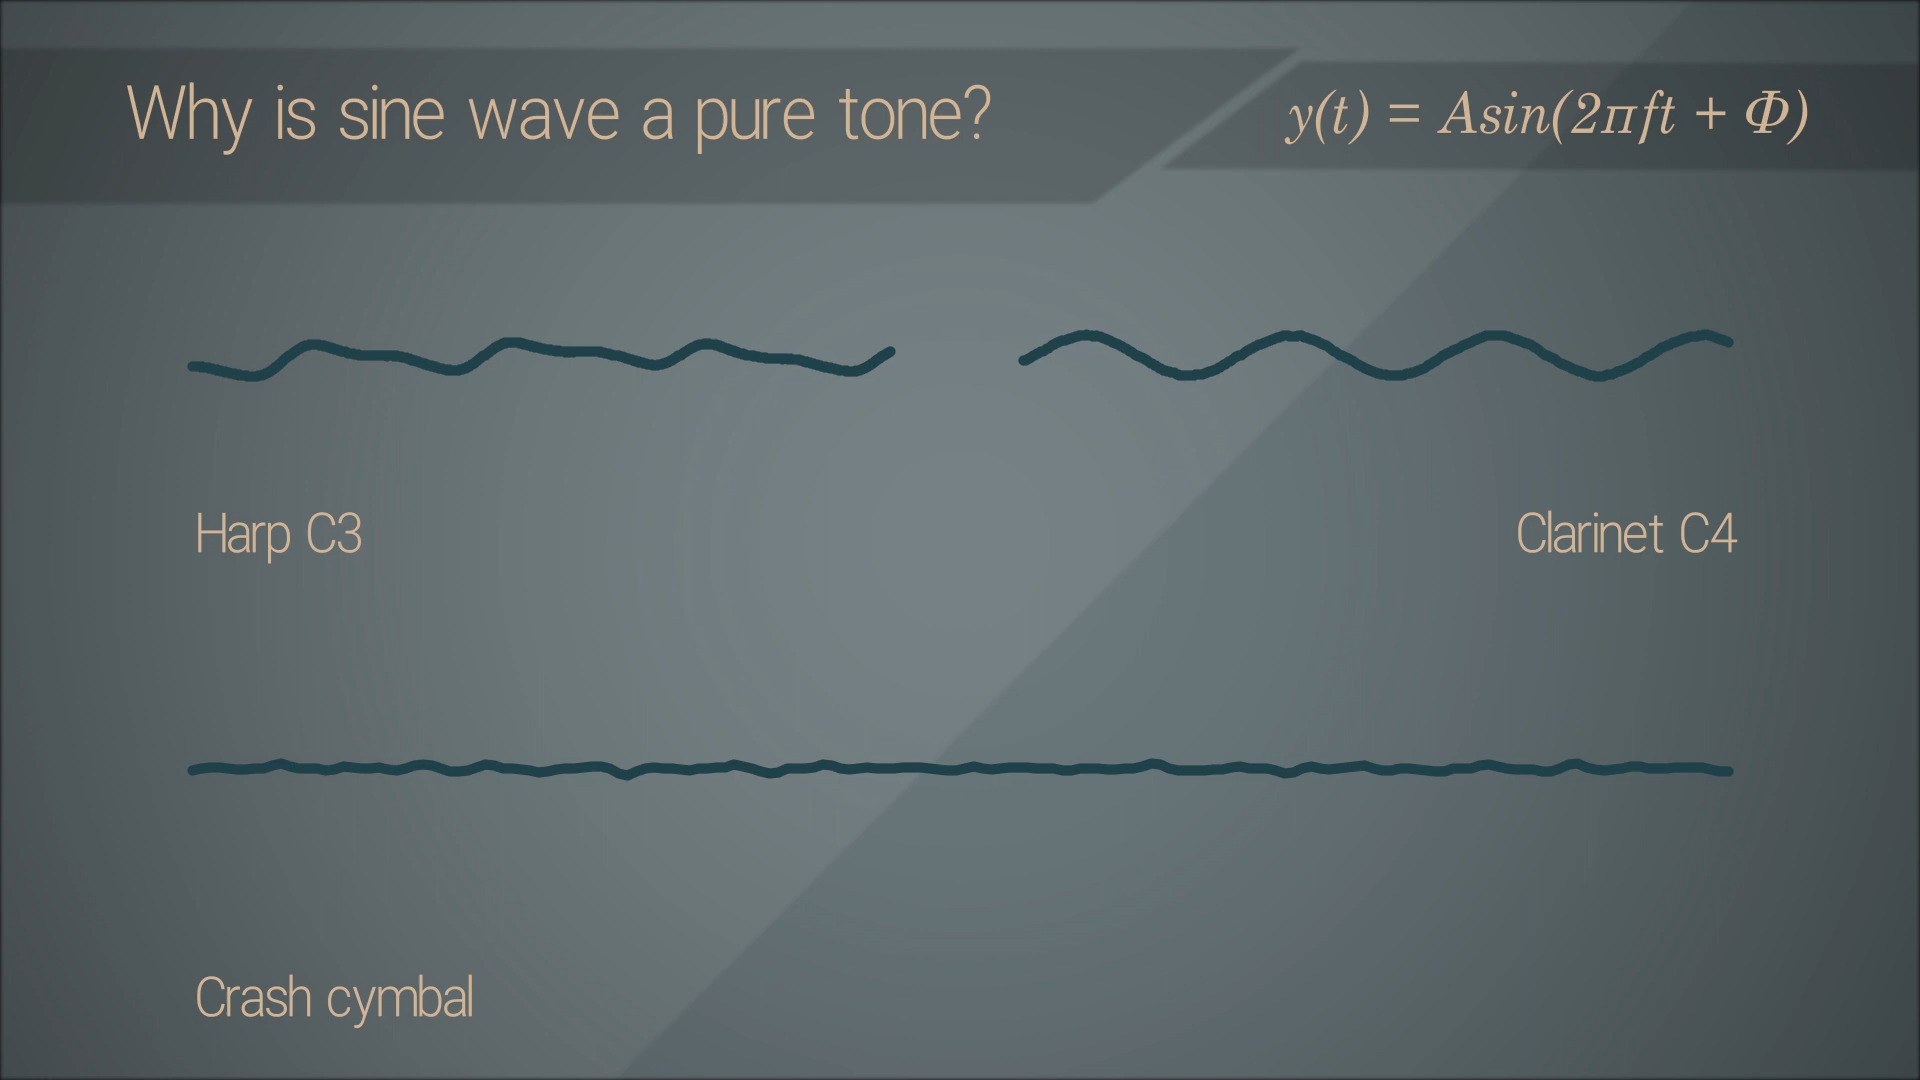 Why is sine wave a pure tone?
y(t) = Asin(2πft + Φ)
Harp C3
Clarinet C4
Crash cymbal